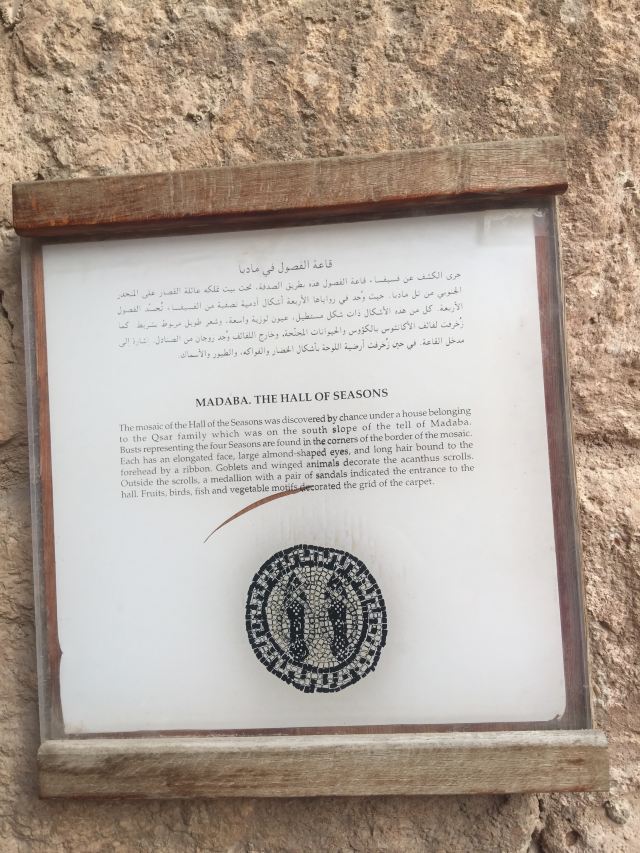 قاعة الفصول في مادبا
جرى الكشف عن فسيفساء قاعة الفصول هذه بطريق الصدفة، تحت بيت تملكه عائلة القصار على المنحدر
الجنوبي من تل مادبا. حيث وُجد في زواياها الأربعة أشكال آدمية نصفية من الفسيفساء تُجسّد الفصول
الأربعة. كل من هذه الأشكال ذات شكل مستطيل، عيون لوزية واسعة، وشعر طويل مربوط بشريط. كما
زُخرفت لفائف الأكانثوس بالكؤوس والحيوانات المجنّحة. وخارج اللفائف وُجد زوجان من الصنادل، إشارة إلى
مدخل القاعة. في حين زُخرفت أرضية اللوحة بأشكال الخضار والفواكه، والطيور والأسماك.
MADABA. THE HALL OF SEASONS
The mosaic of the Hall of the Seasons was discovered by chance under a house belonging
to the Qsar family which was on the south slope of the tell of Madaba.
Busts representing the four Seasons are found in the corners of the border of the mosaic.
Each has an elongated face, large almond-shaped eyes, and long hair bound to the
forehead by a ribbon. Goblets and winged animals decorate the acanthus scrolls.
Outside the scrolls, a medallion with a pair of sandals indicated the entrance to the
hall. Fruits, birds, fish and vegetable motifs decorated the grid of the carpet.